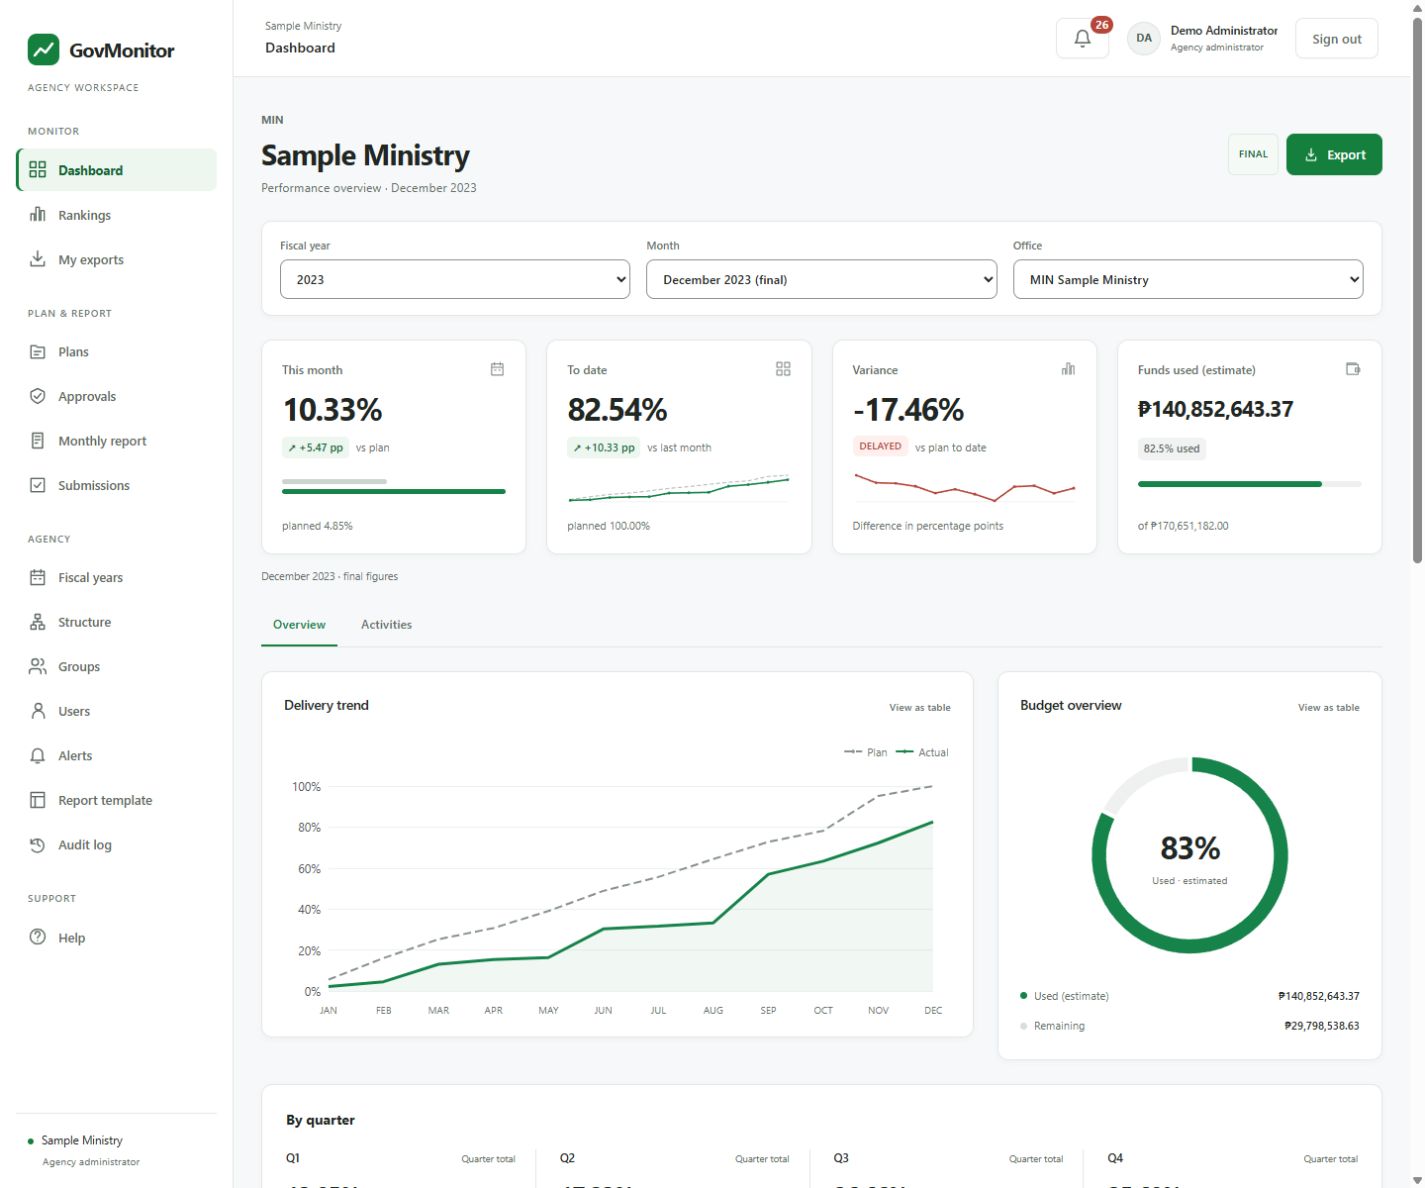 GovMonitor
AGENCY WORKSPACE
MONITOR
Dashboard
Rankings
My exports
PLAN & REPORT
Plans
Approvals
Monthly report
Submissions
AGENCY
Fiscal years
Structure
Groups
Users
Alerts
Report template
Audit log
SUPPORT
Help
Sample Ministry
Agency administrator
Sample Ministry
Dashboard
26
DA
Demo Administrator
Agency administrator
Sign out
MIN
Sample Ministry
Performance overview · December 2023
FINAL
Export
Fiscal year
2023
Month
December 2023 (final)
Office
MIN Sample Ministry
This month
10.33%
↗ +5.47 pp vs plan
planned 4.85%
To date
82.54%
↗ +10.33 pp vs last month
planned 100.00%
Variance
-17.46%
DELAYED vs plan to date
Difference in percentage points
Funds used (estimate)
₱140,852,643.37
82.5% used
of ₱170,651,182.00
December 2023 · final figures
Overview
Activities
Delivery trend
View as table
Plan Actual
100%
80%
60%
40%
20%
0%
JAN FEB MAR APR MAY JUN JUL AUG SEP OCT NOV DEC
Budget overview
View as table
83%
Used · estimated
Used (estimate) ₱140,852,643.37
Remaining ₱29,798,538.63
By quarter
Q1 Quarter total
Q2 Quarter total
Q3 Quarter total
Q4 Quarter total